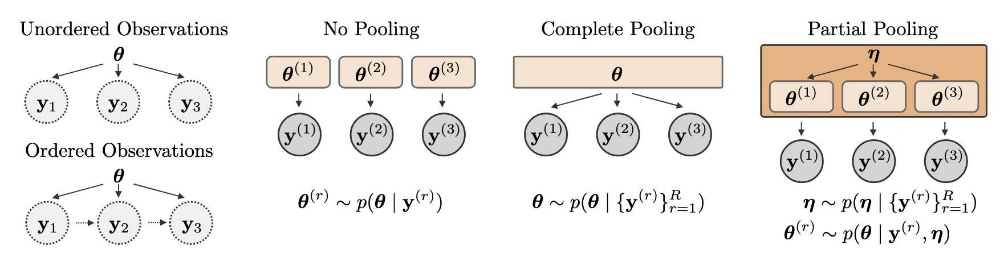 Unordered Observations
θ
y₁ y₂ y₃
Ordered Observations
θ
y₁ y₂ y₃
No Pooling
θ⁽¹⁾ θ⁽²⁾ θ⁽³⁾
y⁽¹⁾ y⁽²⁾ y⁽³⁾
θ⁽ʳ⁾ ∼ p(θ | y⁽ʳ⁾)
Complete Pooling
θ
y⁽¹⁾ y⁽²⁾ y⁽³⁾
θ ∼ p(θ | {y⁽ʳ⁾}ᴿᵣ₌₁)
Partial Pooling
η
θ⁽¹⁾ θ⁽²⁾ θ⁽³⁾
y⁽¹⁾ y⁽²⁾ y⁽³⁾
η ∼ p(η | {y⁽ʳ⁾}ᴿᵣ₌₁)
θ⁽ʳ⁾ ∼ p(θ | y⁽ʳ⁾, η)